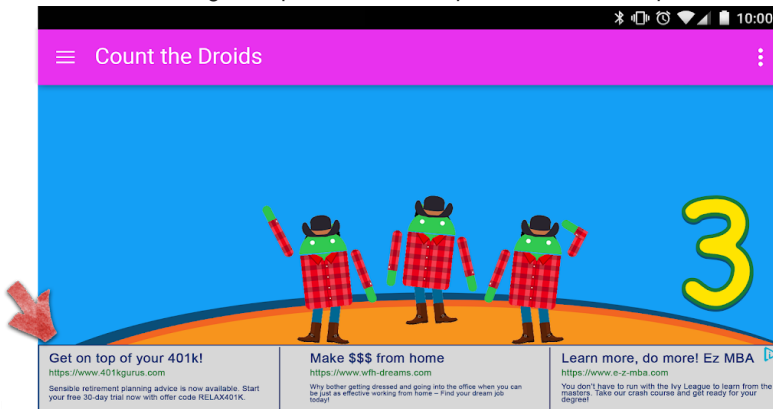 10:00
Count the Droids
3
Get on top of your 401k!
https://www.401kgurus.com
Sensible retirement planning advice is now available. Start
your free 30-day trial now with offer code RELAX401K.
Make $$$ from home
https://www.wfh-dreams.com
Why bother getting dressed and going into the office when you can
be just as effective working from home – Find your dream job
today!
Learn more, do more! Ez MBA
https://www.e-z-mba.com
You don't have to run with the Ivy League to learn from the
masters. Take our crash course and get ready for your
degree!